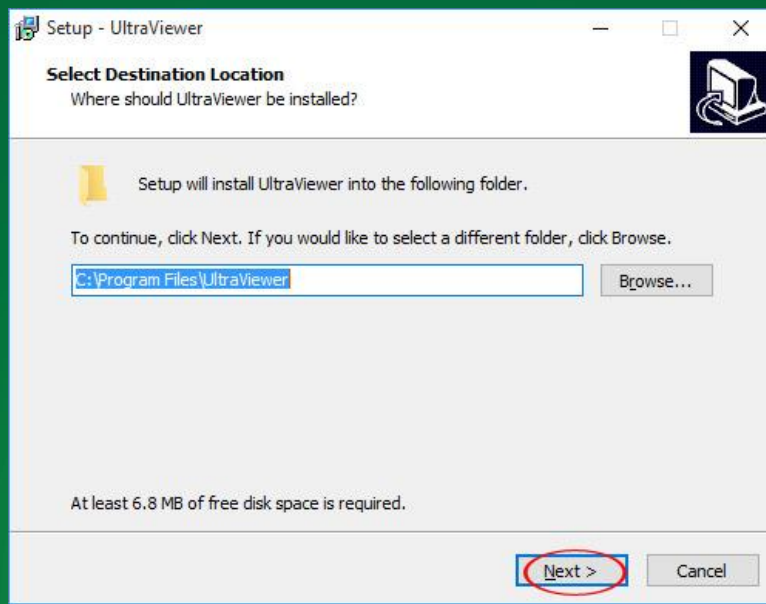 Setup - UltraViewer
Select Destination Location
Where should UltraViewer be installed?
Setup will install UltraViewer into the following folder.
To continue, click Next. If you would like to select a different folder, click Browse.
C:\Program Files\UltraViewer
Browse...
At least 6.8 MB of free disk space is required.
Next >
Cancel